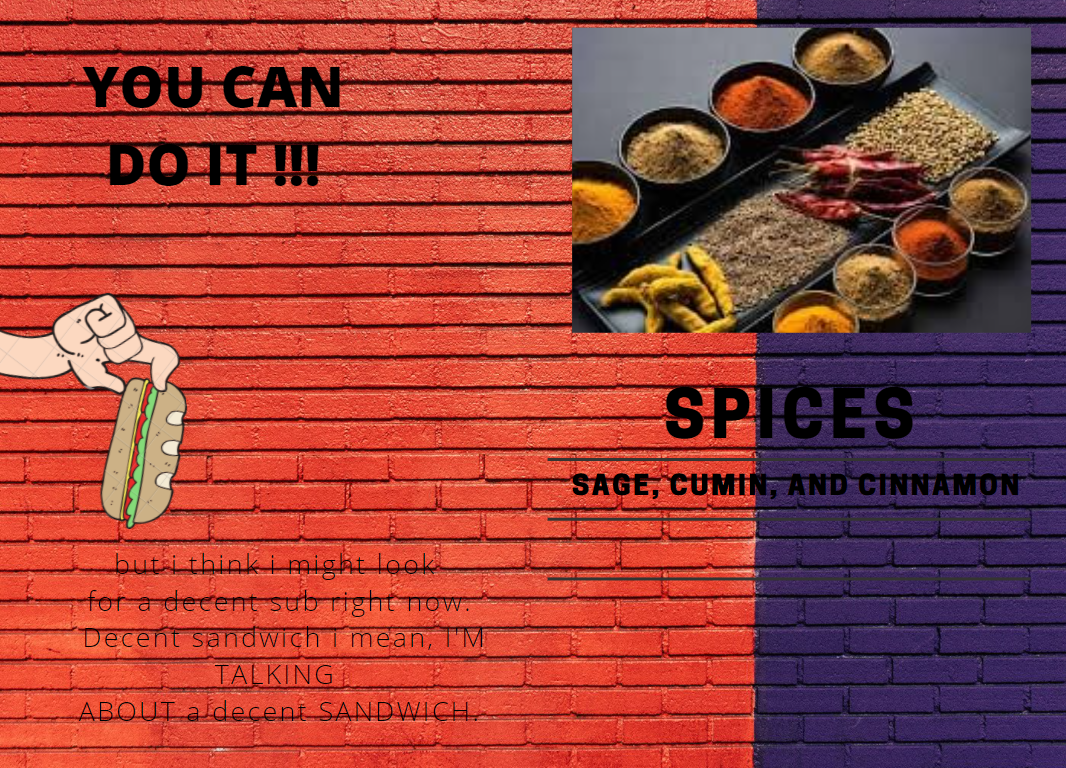 YOU CAN
DO IT !!!
but i think i might look
for a decent sub right now.
Decent sandwich i mean, I'M
TALKING
ABOUT a decent SANDWICH.
SPICES
SAGE, CUMIN, AND CINNAMON